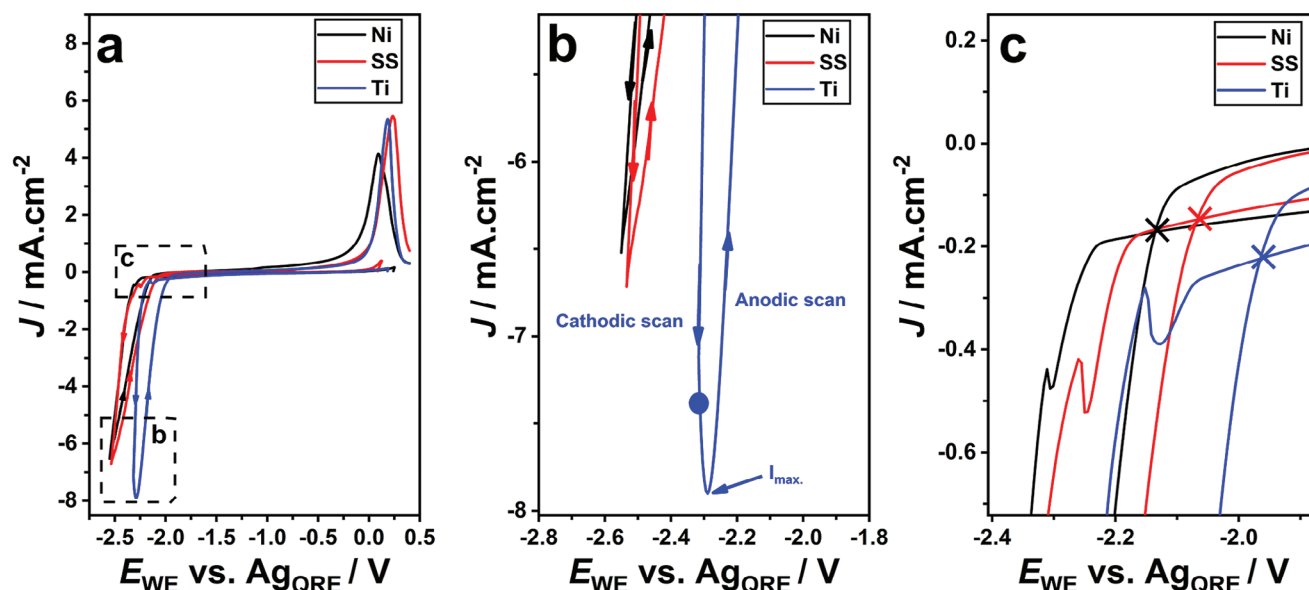 a
Ni
SS
Ti
c
b
8
6
4
2
0
-2
-4
-6
-8
J / mA.cm-2
-2.5
-2.0
-1.5
-1.0
-0.5
0.0
0.4
EWE vs. AgQRE / V
b
Ni
SS
Ti
Cathodic scan
Anodic scan
Imax.
-6
-7
-8
J / mA.cm-2
-2.8
-2.6
-2.4
-2.2
-2.0
-1.8
EWE vs. AgQRE / V
c
Ni
SS
Ti
0.2
0.0
-0.2
-0.4
-0.6
J / mA.cm-2
-2.4
-2.2
-2.0
EWE vs. AgQRE / V